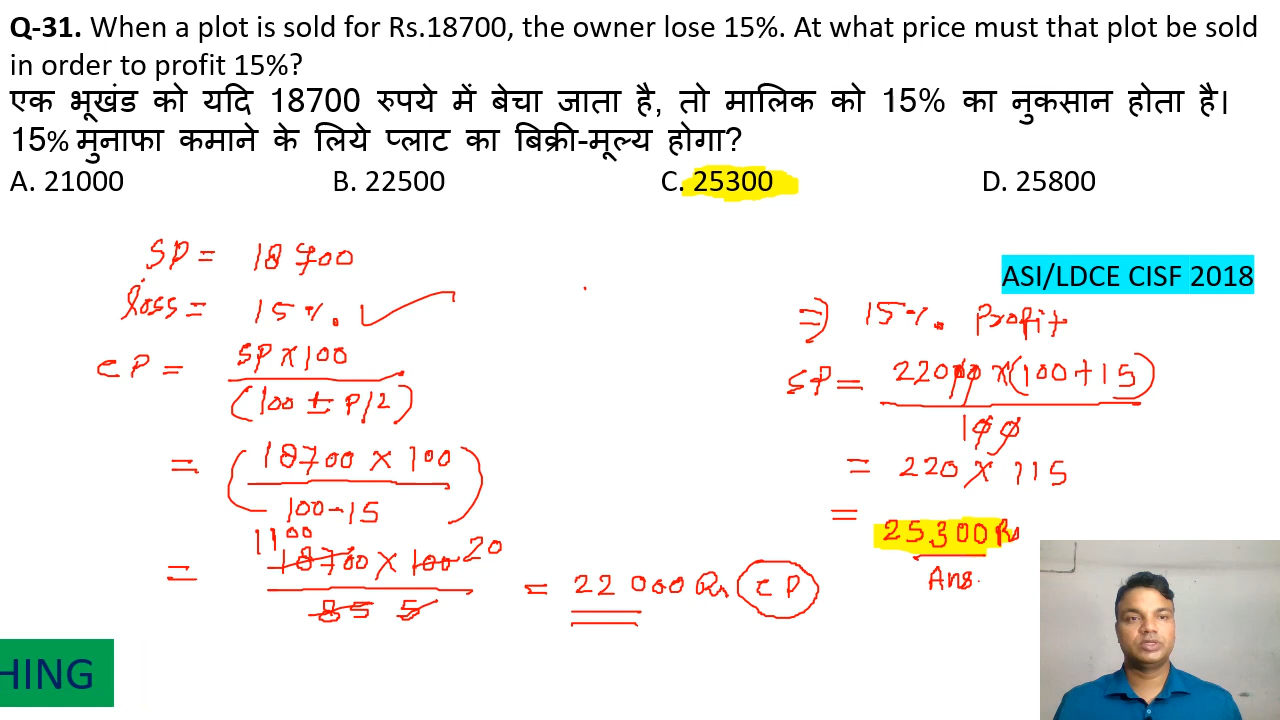 Q-31. When a plot is sold for Rs.18700, the owner lose 15%. At what price must that plot be sold
in order to profit 15%?
एक भूखंड को यदि 18700 रुपये में बेचा जाता है, तो मालिक को 15% का नुकसान होता है।
15% मुनाफा कमाने के लिये प्लाट का बिक्री-मूल्य होगा?
A. 21000 B. 22500 C. 25300 D. 25800
SP = 18700
loss = 15%.
CP = SP×100
(100 ± P/L)
= (18700 × 100)
100-15
1100
= 18700 × 100 20
85 5
= 22000 Rs CP
ASI/LDCE CISF 2018
⇒ 15%. Profit
SP = 22000 × (100+15)
100
= 220 × 115
= 25300 Rs
Ans.
HING